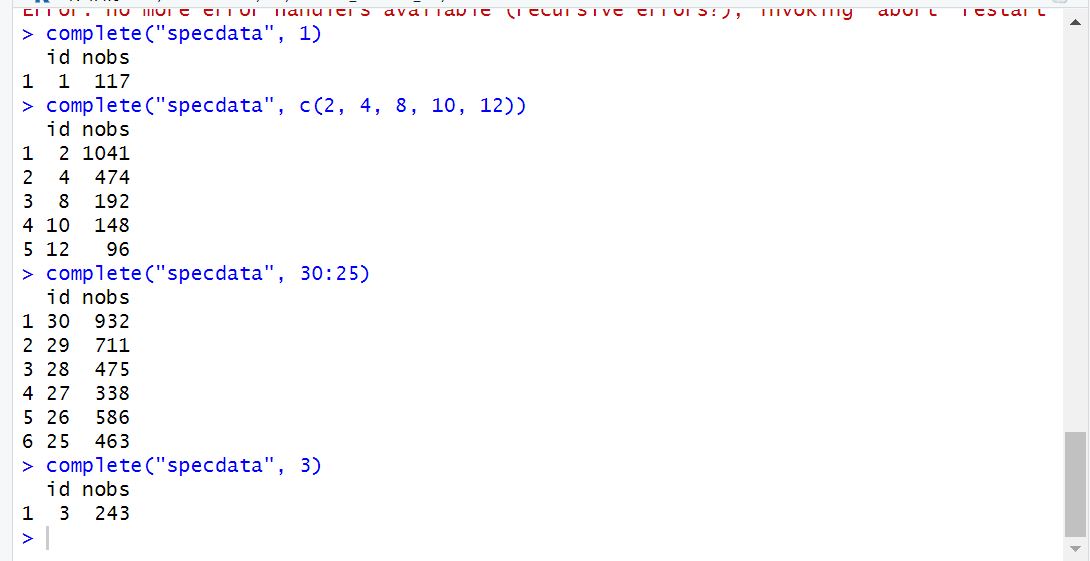 Error: no more error handlers available (recursive errors?); invoking 'abort' restart
> complete("specdata", 1)
  id nobs
1  1  117
> complete("specdata", c(2, 4, 8, 10, 12))
  id nobs
1  2 1041
2  4  474
3  8  192
4 10  148
5 12   96
> complete("specdata", 30:25)
  id nobs
1 30  932
2 29  711
3 28  475
4 27  338
5 26  586
6 25  463
> complete("specdata", 3)
  id nobs
1  3  243
>